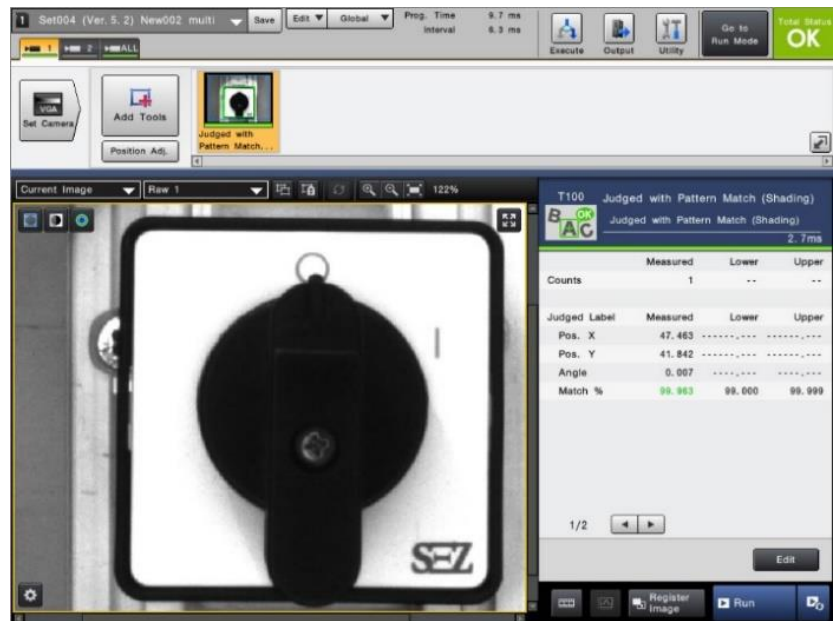 1 Set004 (Ver. 5. 2) New002 multi Save Edit Global Prog. Time 9.7 ms
Interval 6.3 ms
Execute Output Utility Go to Run Mode Total Status OK
1 2 ALL
VGA
Set Camera
Add Tools
Position Adj.
Judged with
Pattern Match...
Current Image Raw 1 122%
SEZ
T100 Judged with Pattern Match (Shading)
BAC OK Judged with Pattern Match (Shading)
2. 7ms
Measured Lower Upper
Counts 1 -- --
Judged Label Measured Lower Upper
Pos. X 47. 463 ------.--- ------.---
Pos. Y 41. 842 ------.--- ------.---
Angle 0. 007 ----.--- ----.---
Match % 99. 963 99. 000 99. 999
1/2
Edit
Register
Image
Run